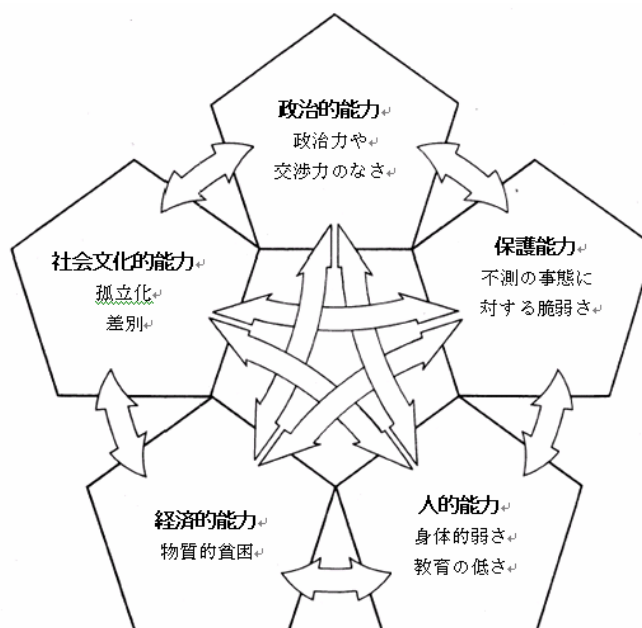 政治的能力
政治力や
交渉力のなさ
社会文化的能力
孤立化
差別
保護能力
不測の事態に
対する脆弱さ
経済的能力
物質的貧困
人的能力
身体的弱さ
教育の低さ